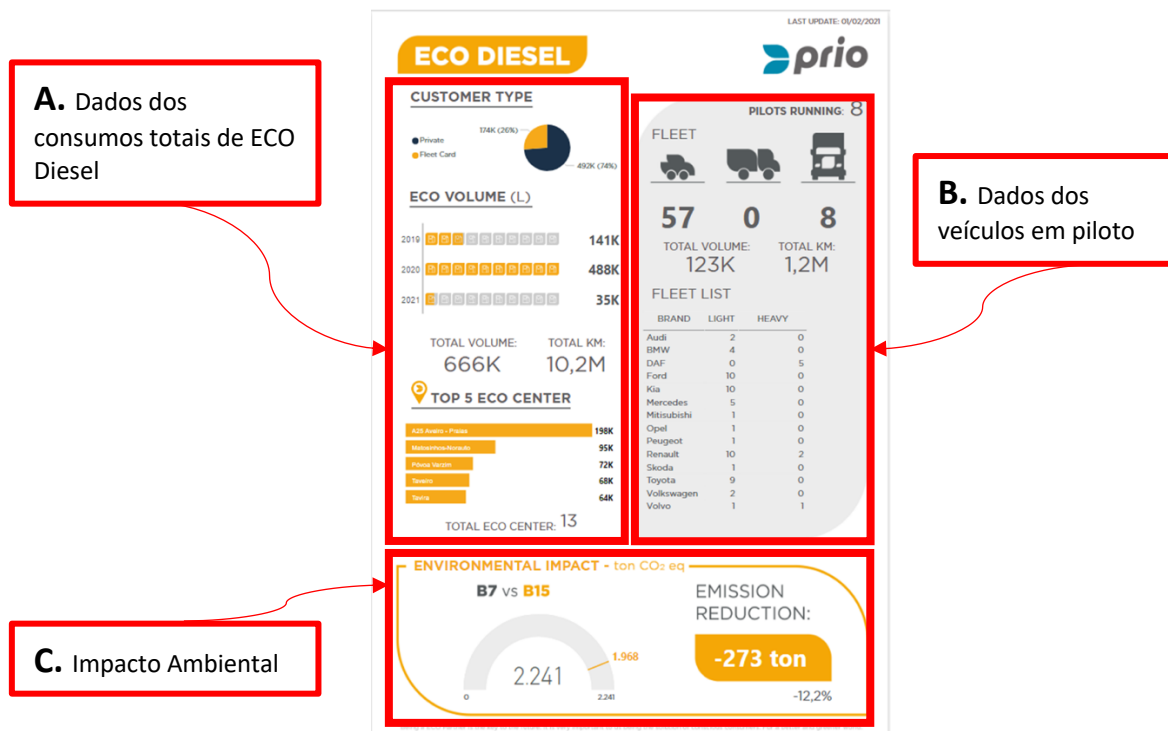 LAST UPDATE: 01/02/2021
ECO DIESEL
prio
A. Dados dos
consumos totais de ECO
Diesel
CUSTOMER TYPE
Private
Fleet Card
174K (26%)
492K (74%)
ECO VOLUME (L)
2019 141K
2020 488K
2021 35K
TOTAL VOLUME: TOTAL KM:
666K 10,2M
TOP 5 ECO CENTER
A25 Aveiro - Praias 198K
Matosinhos-Norauto 95K
Póvoa Varzim 72K
Taveiro 68K
Tavira 64K
TOTAL ECO CENTER: 13
PILOTS RUNNING: 8
FLEET
57 0 8
TOTAL VOLUME: TOTAL KM:
123K 1,2M
FLEET LIST
BRAND LIGHT HEAVY
Audi 2 0
BMW 4 0
DAF 0 5
Ford 10 0
Kia 10 0
Mercedes 5 0
Mitisubishi 1 0
Opel 1 0
Peugeot 1 0
Renault 10 2
Skoda 1 0
Toyota 9 0
Volkswagen 2 0
Volvo 1 1
B. Dados dos
veículos em piloto
ENVIRONMENTAL IMPACT - ton CO₂ eq
B7 vs B15
1.968
2.241
0 2.241
EMISSION
REDUCTION:
-273 ton
-12,2%
C. Impacto Ambiental